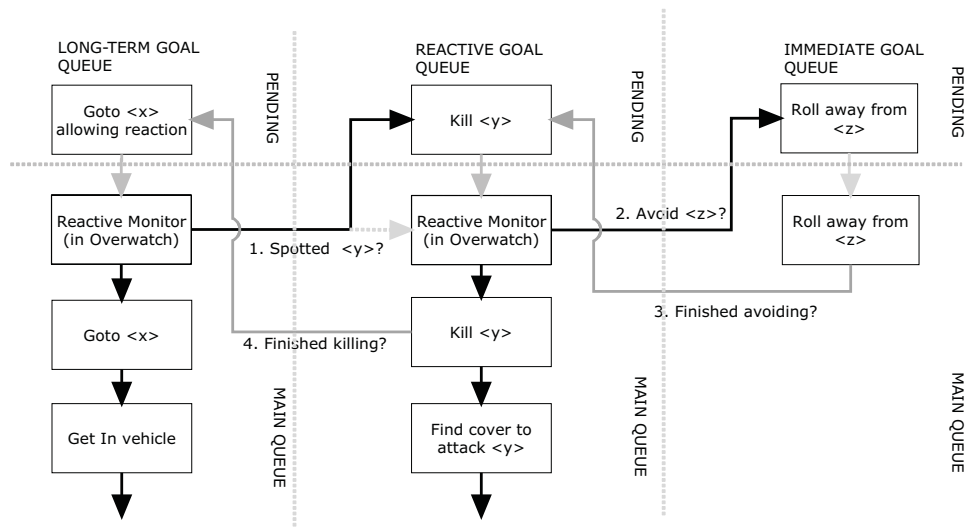 LONG-TERM GOAL
QUEUE
REACTIVE GOAL
QUEUE
IMMEDIATE GOAL
QUEUE
PENDING
PENDING
PENDING
Goto <x>
allowing reaction
Kill <y>
Roll away from
<z>
Reactive Monitor
(in Overwatch)
1. Spotted <y>?
Reactive Monitor
(in Overwatch)
2. Avoid <z>?
Roll away from
<z>
3. Finished avoiding?
Goto <x>
4. Finished killing?
Kill <y>
MAIN QUEUE
MAIN QUEUE
MAIN QUEUE
Get In vehicle
Find cover to
attack <y>